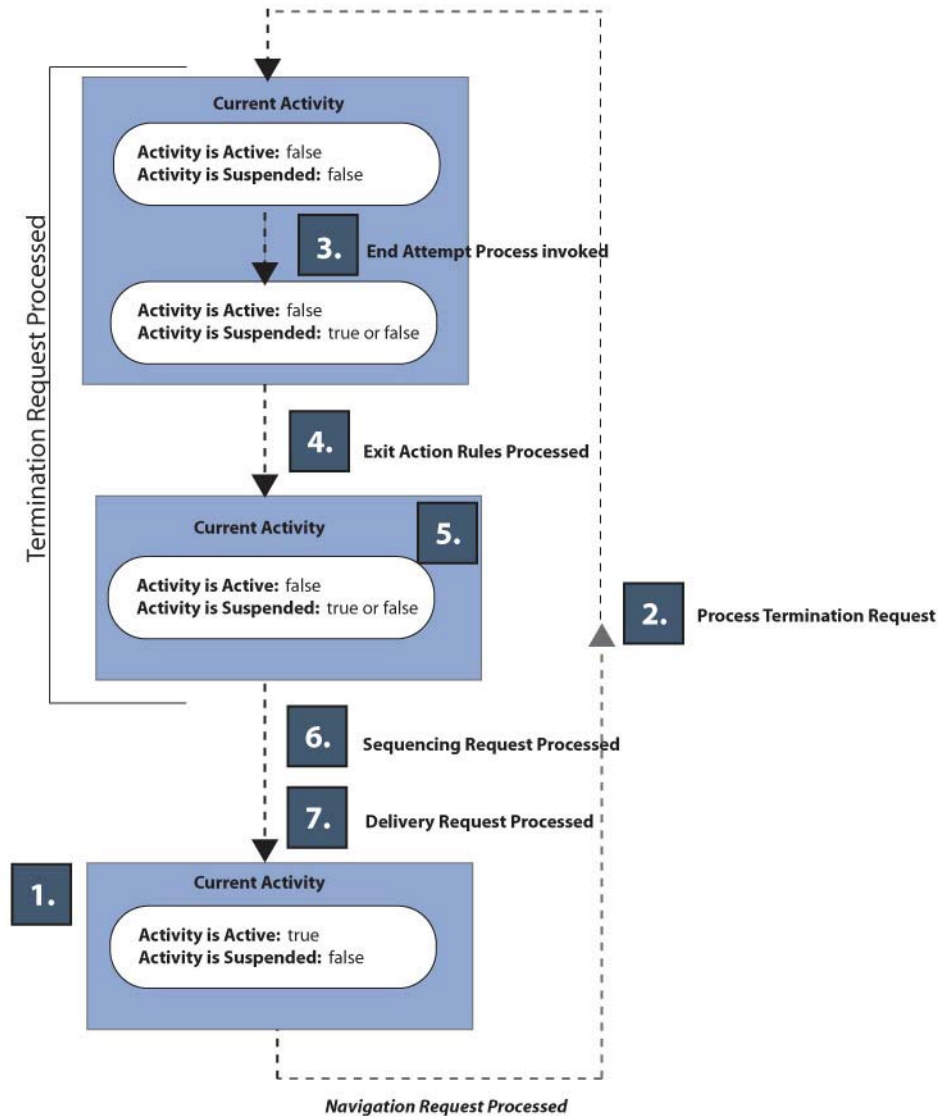 Current Activity
Activity is Active: false
Activity is Suspended: false
3. End Attempt Process invoked
Activity is Active: false
Activity is Suspended: true or false
Termination Request Processed
4. Exit Action Rules Processed
Current Activity
5.
Activity is Active: false
Activity is Suspended: true or false
2. Process Termination Request
6. Sequencing Request Processed
7. Delivery Request Processed
1.
Current Activity
Activity is Active: true
Activity is Suspended: false
Navigation Request Processed